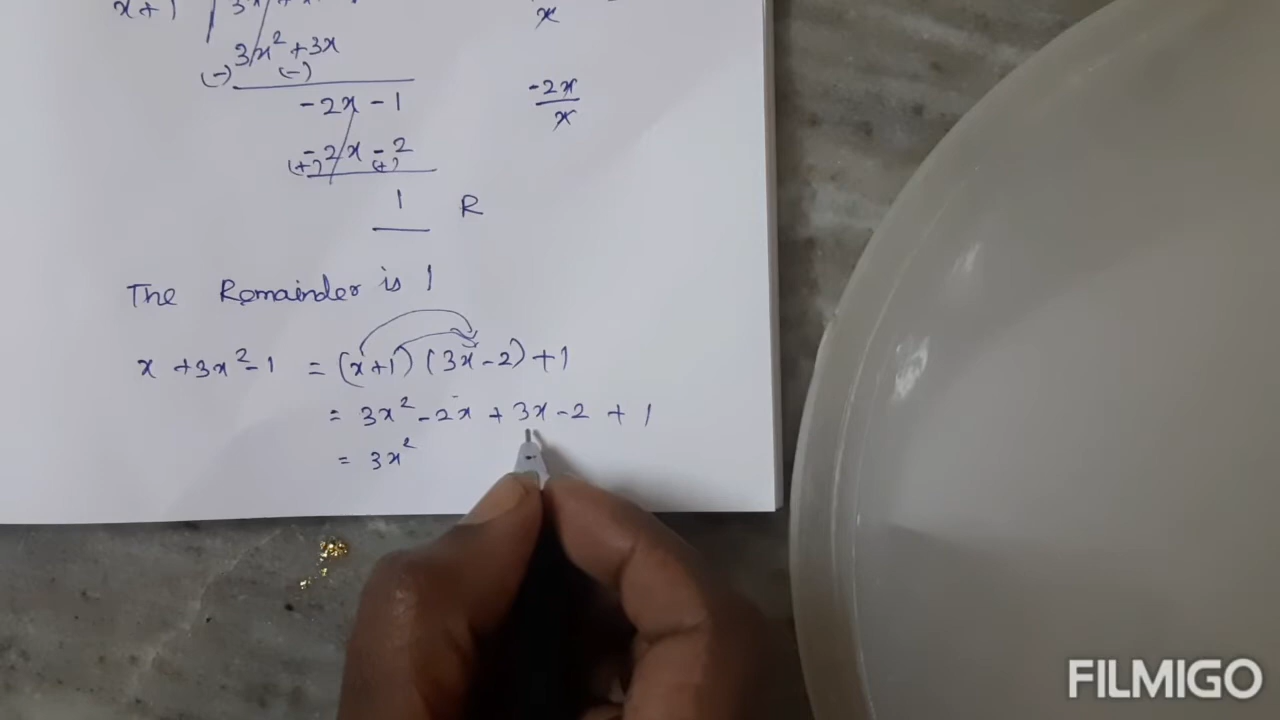 x+1
x
3x² +3x
(-) (-)
-2x -1
-2x
x
-2x -2
(+) (+)
1 R
The Remainder is 1
x +3x² -1 = (x+1) (3x-2) +1
= 3x² -2x + 3x -2 + 1
= 3x²
FILMIGO